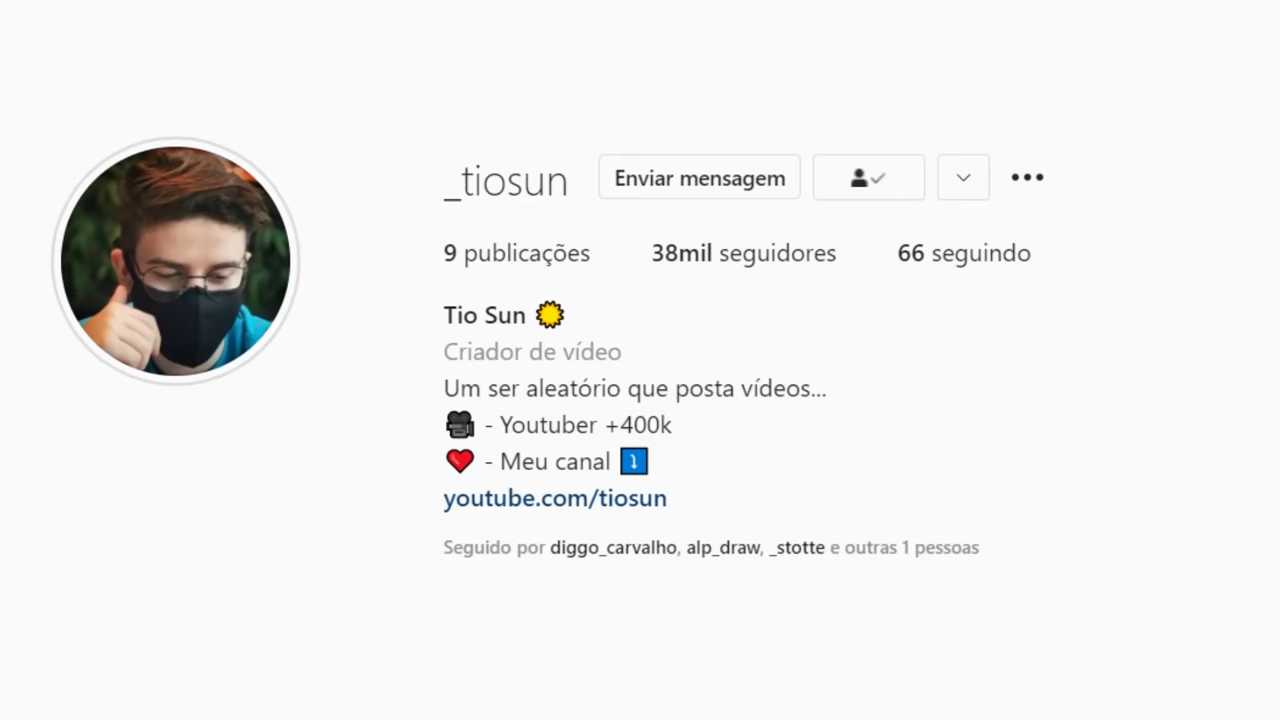 _tiosun Enviar mensagem
9 publicações 38mil seguidores 66 seguindo
Tio Sun
Criador de vídeo
Um ser aleatório que posta vídeos...
- Youtuber +400k
- Meu canal
youtube.com/tiosun
Seguido por diggo_carvalho, alp_draw, _stotte e outras 1 pessoas